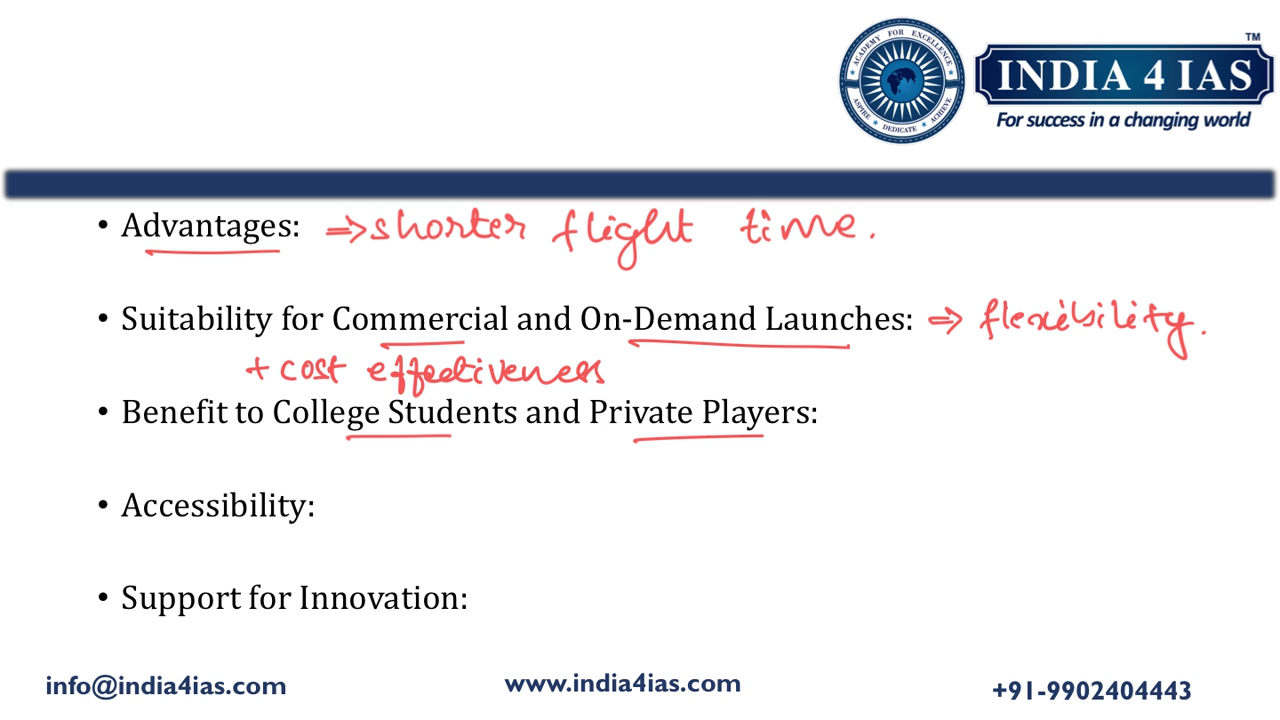 ACADEMY FOR EXCELLENCE
ASPIRE ★ DEDICATE ★ ACHIEVE
TM
INDIA 4 IAS
For success in a changing world
• Advantages: ⇒ shorter flight time.
• Suitability for Commercial and On-Demand Launches: ⇒ flexibility.
+ cost effectiveness
• Benefit to College Students and Private Players:
• Accessibility:
• Support for Innovation:
info@india4ias.com www.india4ias.com +91-9902404443